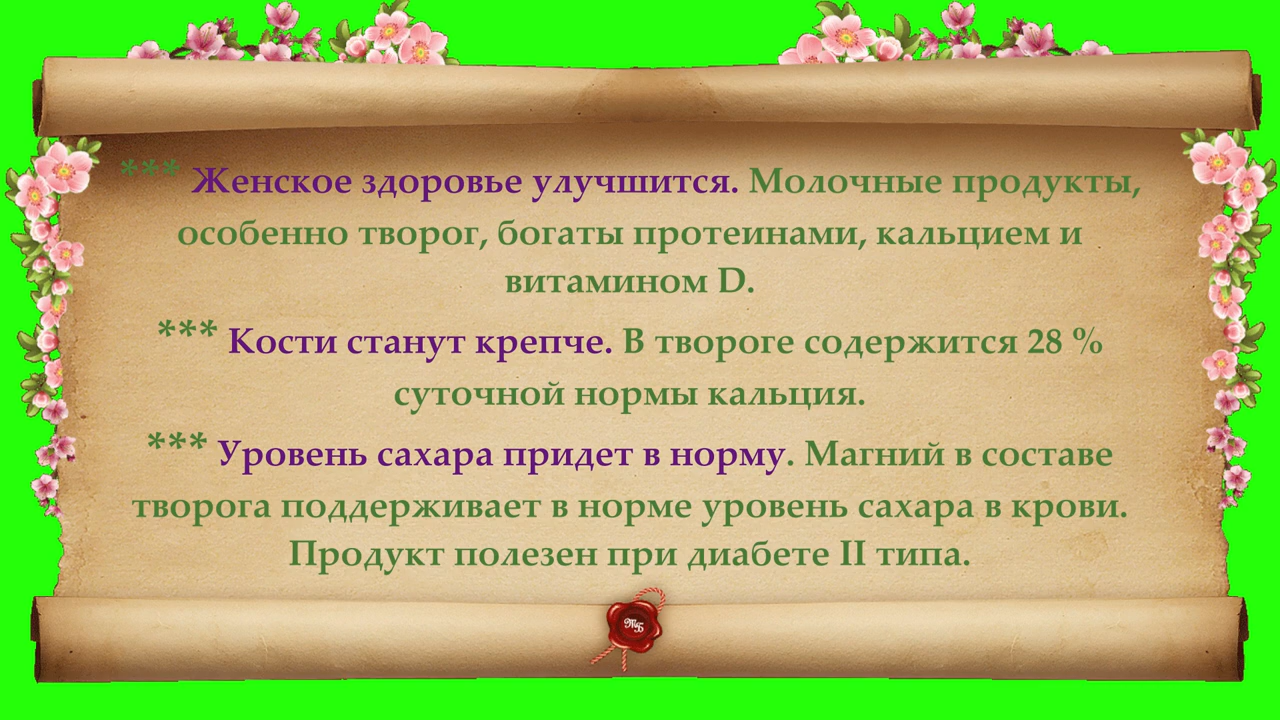 *** Женское здоровье улучшится. Молочные продукты,
особенно творог, богаты протеинами, кальцием и
витамином D.
*** Кости станут крепче. В твороге содержится 28 %
суточной нормы кальция.
*** Уровень сахара придет в норму. Магний в составе
творога поддерживает в норме уровень сахара в крови.
Продукт полезен при диабете II типа.